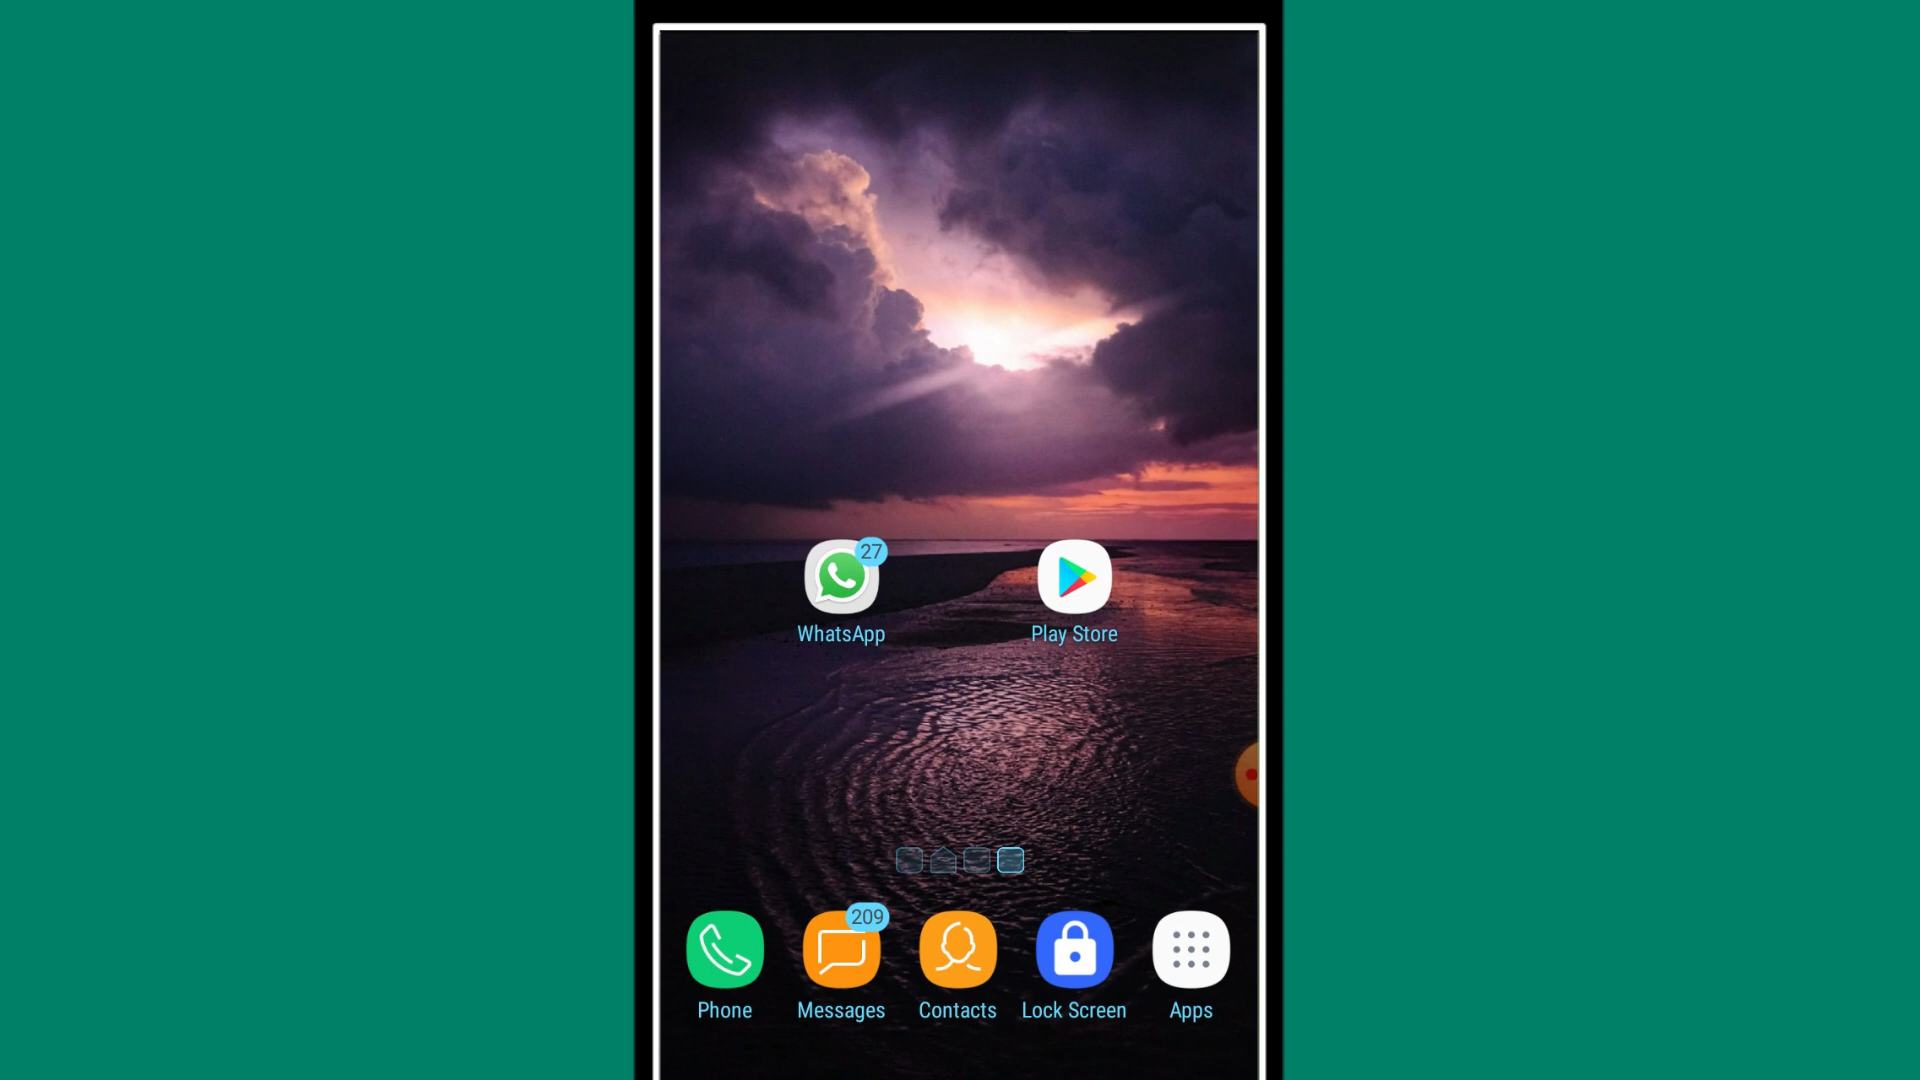 27
WhatsApp
Play Store
209
Phone
Messages
Contacts
Lock Screen
Apps